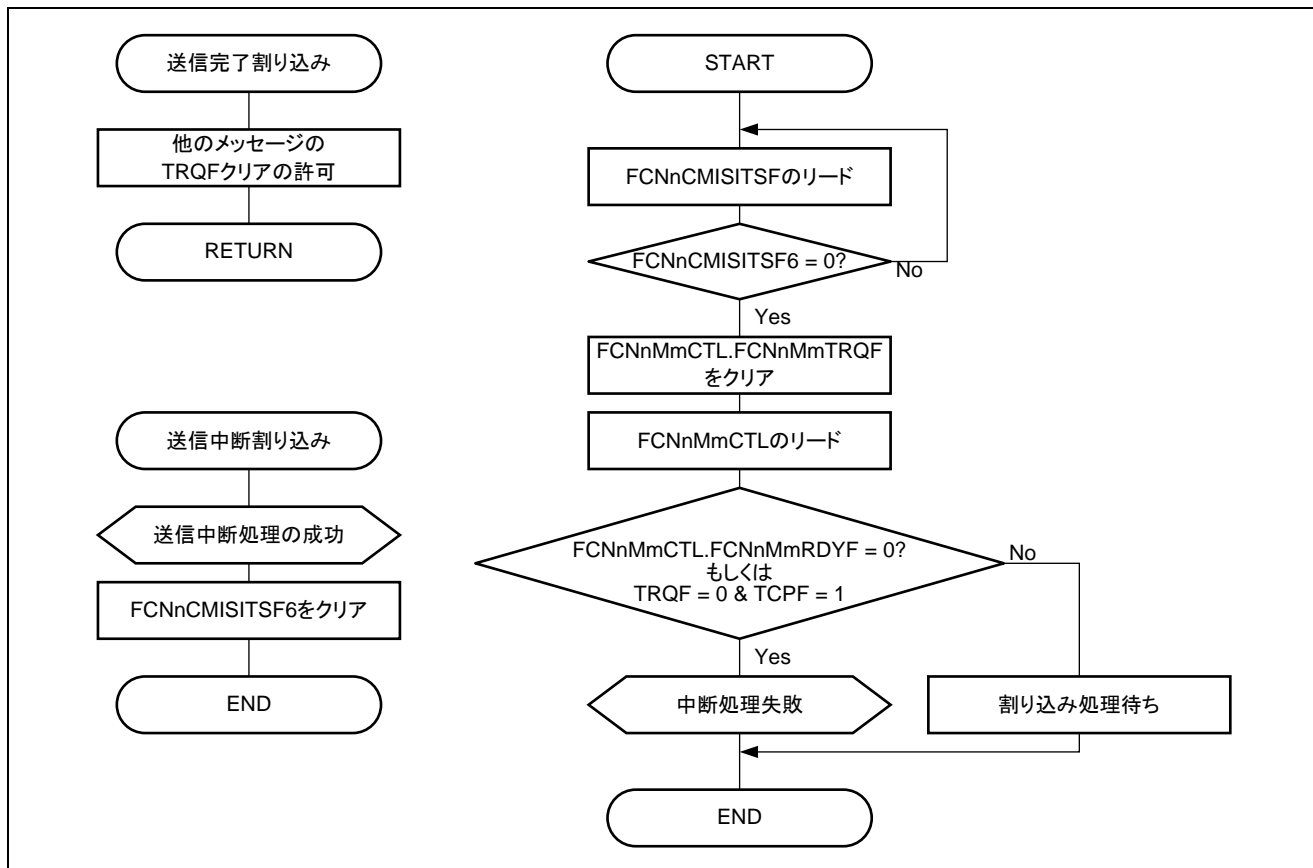 送信完了割り込み
他のメッセージの
TRQFクリアの許可
RETURN
送信中断割り込み
送信中断処理の成功
FCNnCMISITSF6をクリア
END
START
FCNnCMISITSFのリード
FCNnCMISITSF6 = 0?
No
Yes
FCNnMmCTL.FCNnMmTRQF
をクリア
FCNnMmCTLのリード
FCNnMmCTL.FCNnMmRDYF = 0?
もしくは
TRQF = 0 & TCPF = 1
No
Yes
中断処理失敗
割り込み処理待ち
END